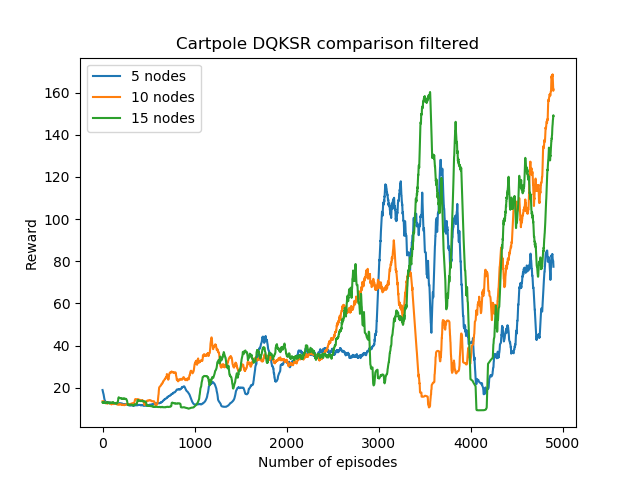 Cartpole DQKSR comparison filtered
5 nodes
10 nodes
15 nodes
Reward
160
140
120
100
80
60
40
20
0 1000 2000 3000 4000 5000
Number of episodes